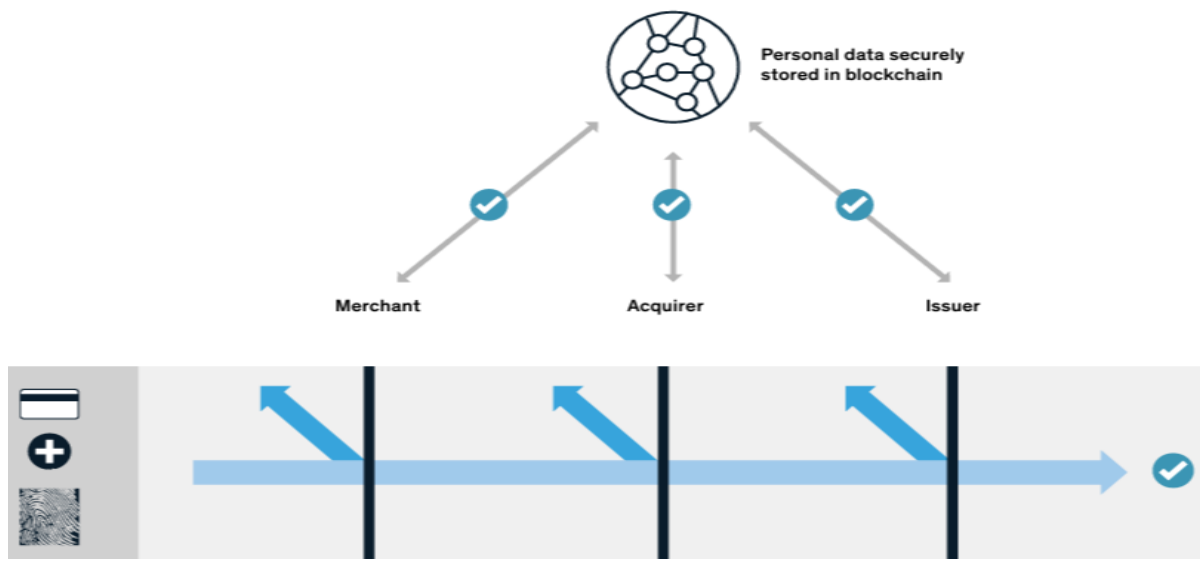 Personal data securely
stored in blockchain
Merchant
Acquirer
Issuer